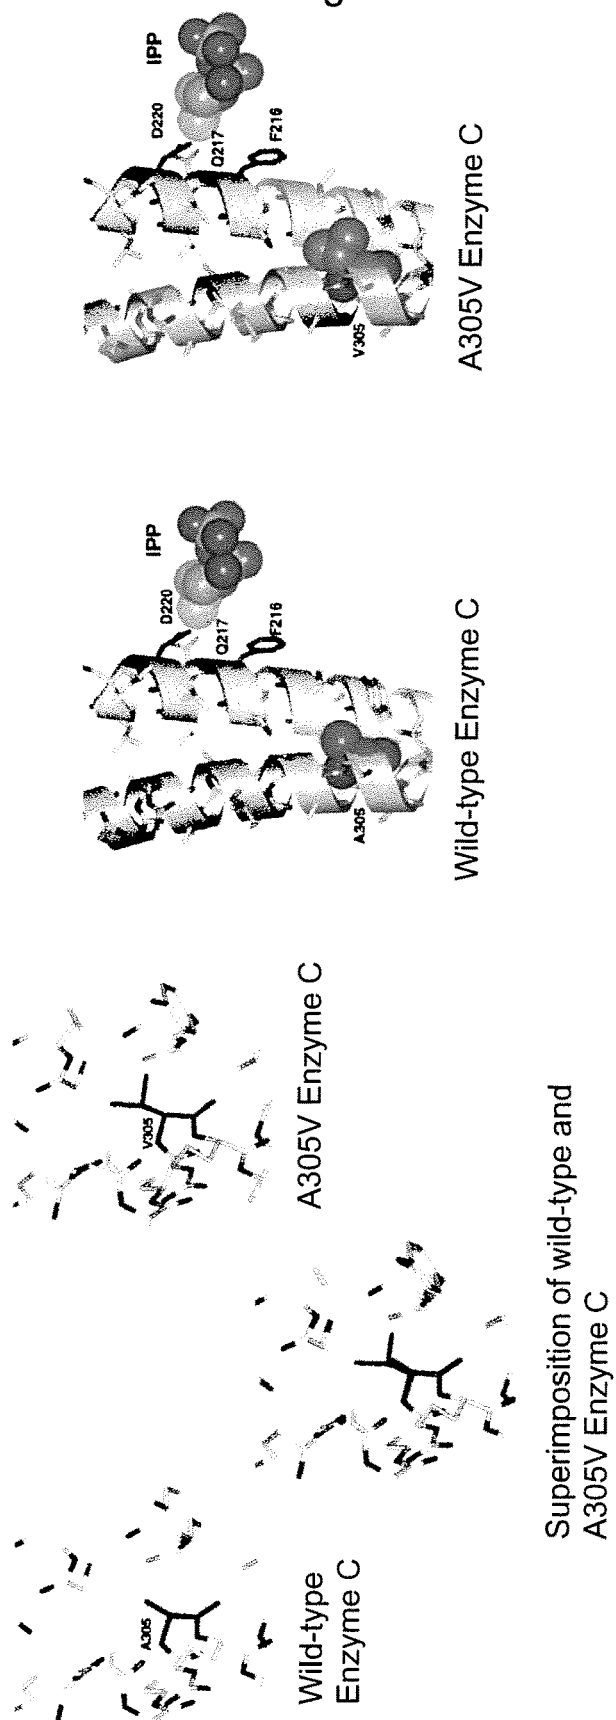 A305
Wild-type
Enzyme C
V305
A305V Enzyme C
Superimposition of wild-type and
A305V Enzyme C
IPP
D220
Q217
F216
A305
Wild-type Enzyme C
IPP
D220
Q217
F216
V305
A305V Enzyme C